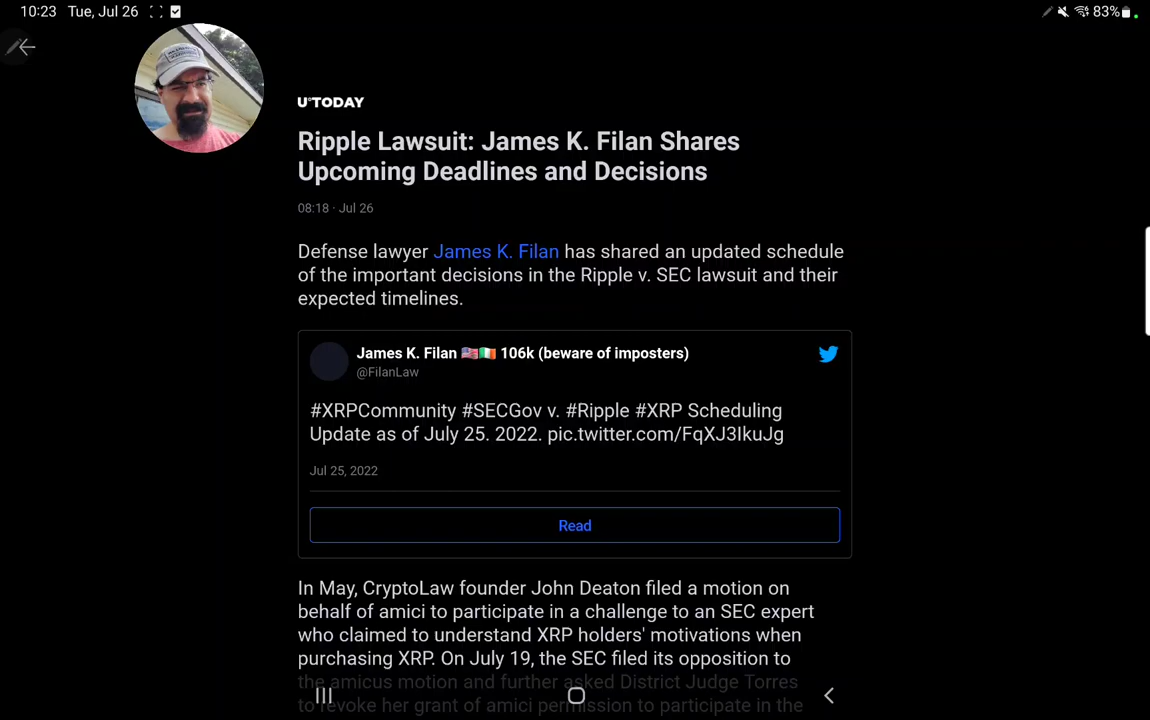 10:23 Tue, Jul 26
83%
U°TODAY
Ripple Lawsuit: James K. Filan Shares
Upcoming Deadlines and Decisions
08:18 · Jul 26
Defense lawyer James K. Filan has shared an updated schedule
of the important decisions in the Ripple v. SEC lawsuit and their
expected timelines.
James K. Filan 🇺🇸🇮🇪 106k (beware of imposters)
@FilanLaw
#XRPCommunity #SECGov v. #Ripple #XRP Scheduling
Update as of July 25. 2022. pic.twitter.com/FqXJ3IkuJg
Jul 25, 2022
Read
In May, CryptoLaw founder John Deaton filed a motion on
behalf of amici to participate in a challenge to an SEC expert
who claimed to understand XRP holders' motivations when
purchasing XRP. On July 19, the SEC filed its opposition to
the amicus motion and further asked District Judge Torres
to revoke her grant of amici permission to participate in the